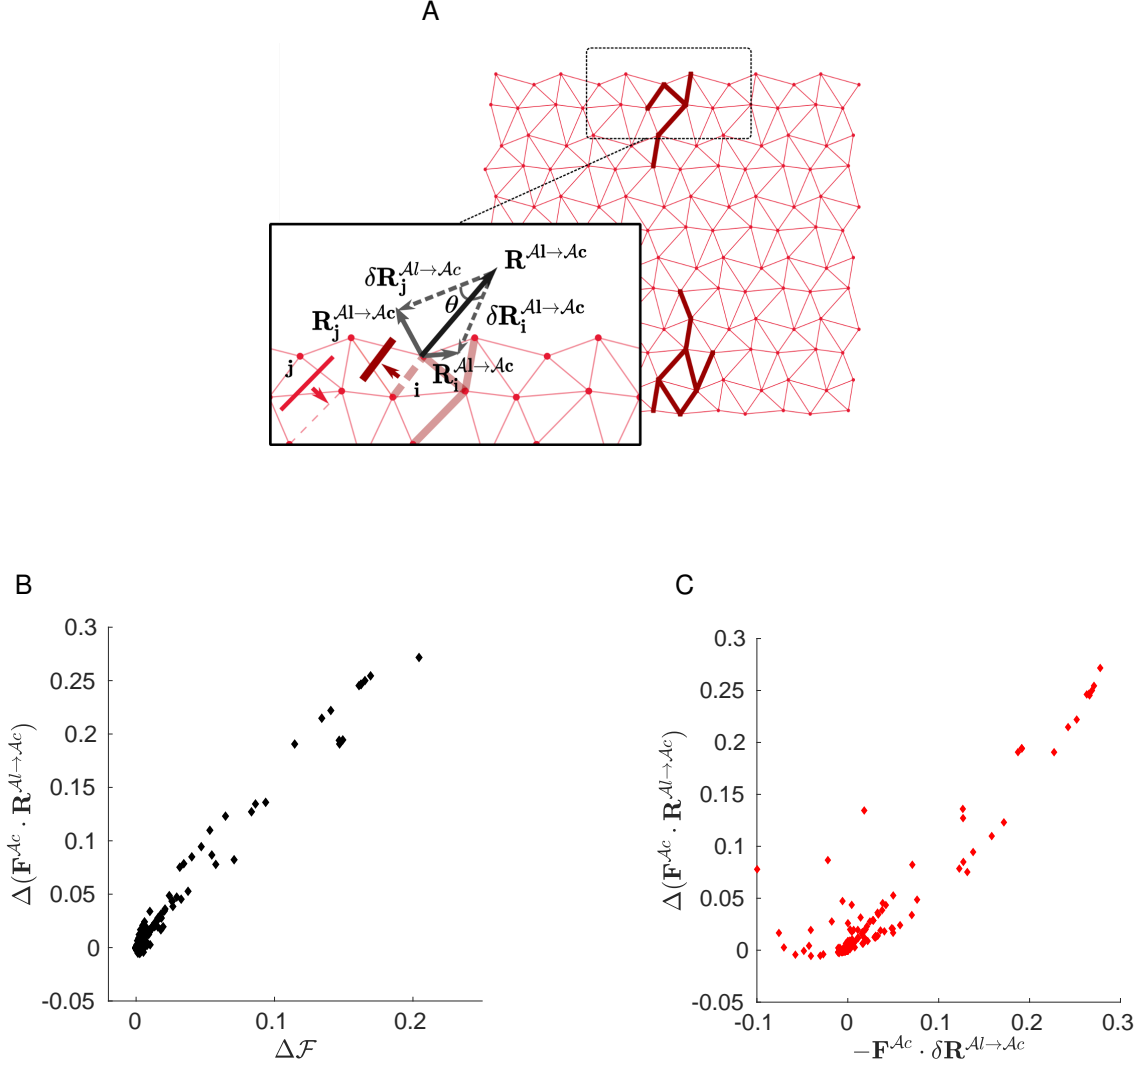 A
R^{Al→Ac}
δR_j^{Al→Ac}
θ
δR_i^{Al→Ac}
R_j^{Al→Ac}
R_i^{Al→Ac}
j
i
B
C
0.3
0.25
0.2
0.15
0.1
0.05
0
-0.05
0 0.1 0.2
Δ(F^{Ac} · R^{Al→Ac})
ΔF
0.3
0.25
0.2
0.15
0.1
0.05
0
-0.05
-0.1 0 0.1 0.2 0.3
Δ(F^{Ac} · R^{Al→Ac})
−F^{Ac} · δR^{Al→Ac}